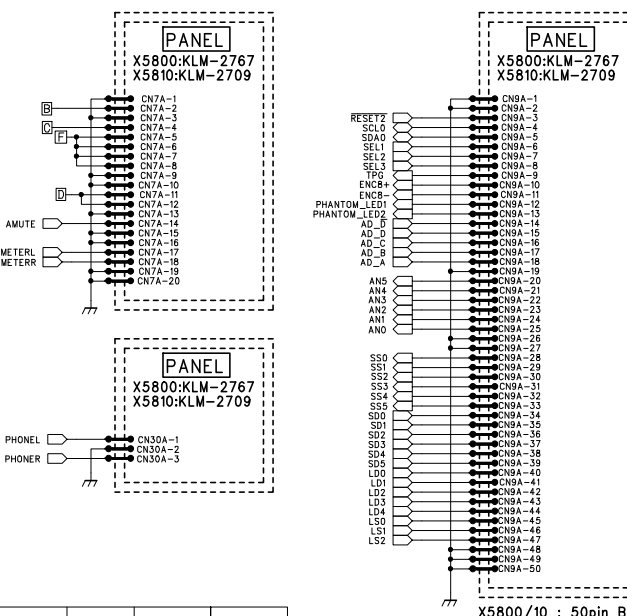 PANEL
X5800:KLM-2767
X5810:KLM-2709
CN7A-1
B CN7A-2
CN7A-3
C CN7A-4
F CN7A-5
CN7A-6
CN7A-7
CN7A-8
CN7A-9
CN7A-10
D CN7A-11
CN7A-12
CN7A-13
AMUTE CN7A-14
CN7A-15
CN7A-16
METERL CN7A-17
METERR CN7A-18
CN7A-19
CN7A-20
PANEL
X5800:KLM-2767
X5810:KLM-2709
PHONEL CN30A-1
CN30A-2
PHONER CN30A-3
PANEL
X5800:KLM-2767
X5810:KLM-2709
CN9A-1
CN9A-2
RESET2 CN9A-3
SCL0 CN9A-4
SDA0 CN9A-5
SEL1 CN9A-6
SEL2 CN9A-7
SEL3 CN9A-8
TPG CN9A-9
ENC8+ CN9A-10
ENC8- CN9A-11
PHANTOM_LED1 CN9A-12
PHANTOM_LED2 CN9A-13
AD_D CN9A-14
AD_D CN9A-15
AD_C CN9A-16
AD_B CN9A-17
AD_A CN9A-18
CN9A-19
AN5 CN9A-20
AN4 CN9A-21
AN3 CN9A-22
AN2 CN9A-23
AN1 CN9A-24
AN0 CN9A-25
CN9A-26
CN9A-27
SS0 CN9A-28
SS1 CN9A-29
SS2 CN9A-30
SS3 CN9A-31
SS4 CN9A-32
SS5 CN9A-33
SD0 CN9A-34
SD1 CN9A-35
SD2 CN9A-36
SD3 CN9A-37
SD4 CN9A-38
SD5 CN9A-39
LD0 CN9A-40
LD1 CN9A-41
LD2 CN9A-42
LD3 CN9A-43
LD4 CN9A-44
LS0 CN9A-45
LS1 CN9A-46
LS2 CN9A-47
CN9A-48
CN9A-49
CN9A-50
X5800/10 : 50pin B